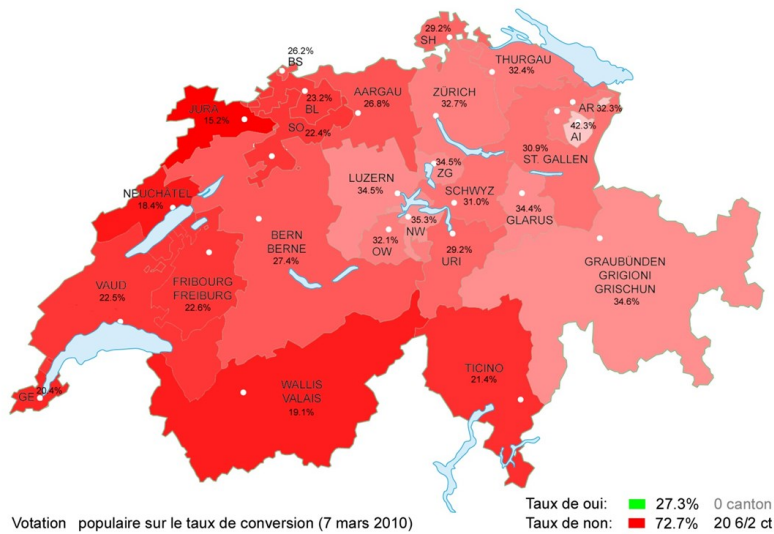 29.2%
SH
26.2%
BS
THURGAU
32.4%
23.2%
BL
AARGAU
26.8%
ZÜRICH
32.7%
AR 32.3%
JURA
15.2%
SO
22.4%
42.3%
AI
30.9%
ST. GALLEN
34.5%
ZG
LUZERN
34.5%
SCHWYZ
31.0%
34.4%
GLARUS
NEUCHÂTEL
18.4%
35.3%
NW
32.1%
OW
29.2%
URI
BERN
BERNE
27.4%
GRAUBÜNDEN
GRIGIONI
GRISCHUN
34.6%
VAUD
22.5%
FRIBOURG
FREIBURG
22.6%
TICINO
21.4%
GE 20.4%
WALLIS
VALAIS
19.1%
Taux de oui: 27.3% 0 canton
Taux de non: 72.7% 20 6/2 ct
Votation populaire sur le taux de conversion (7 mars 2010)